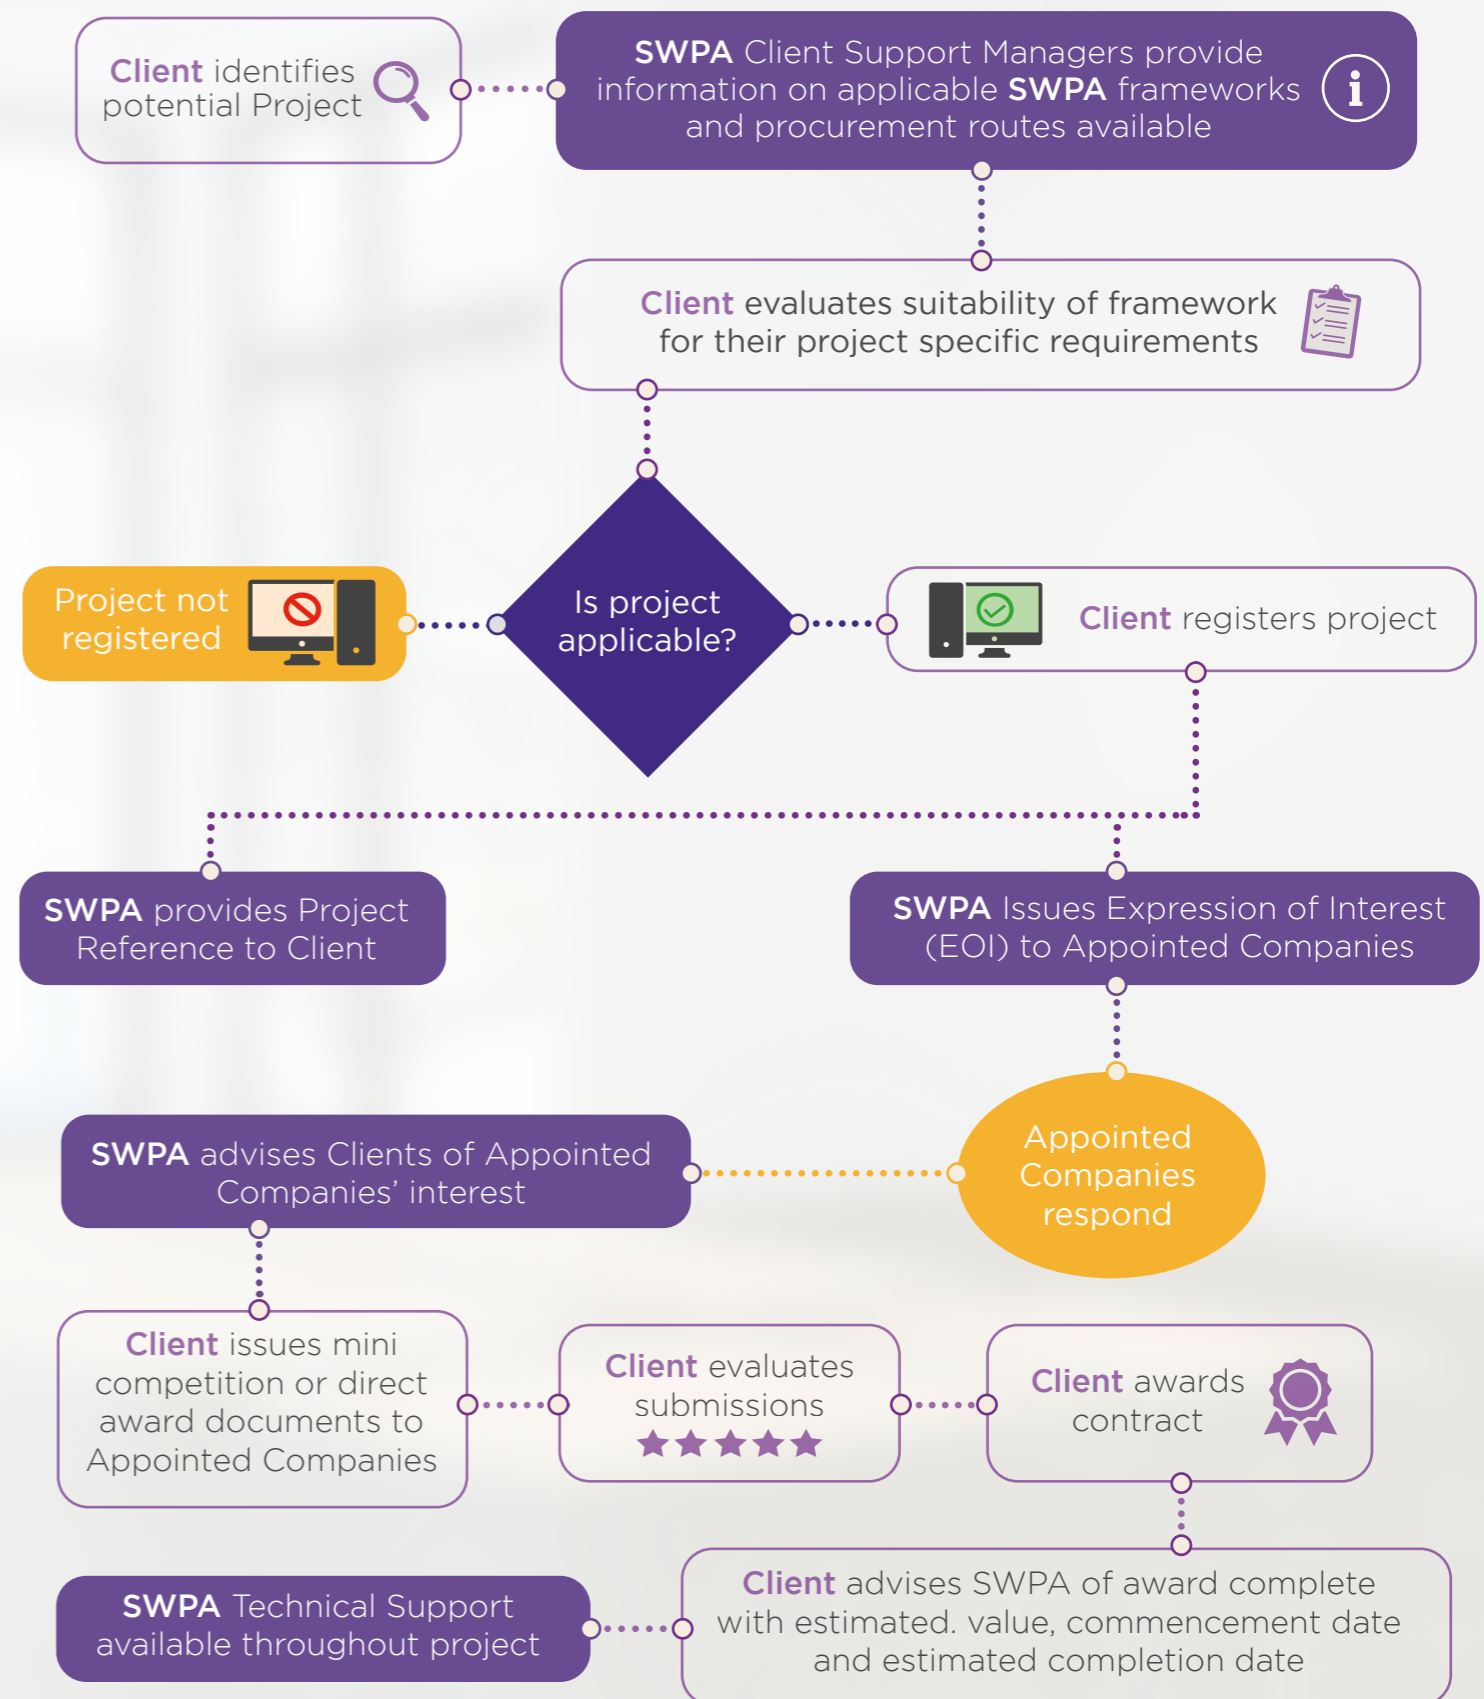 Client identifies
potential Project
SWPA Client Support Managers provide
information on applicable SWPA frameworks
and procurement routes available
i
Client evaluates suitability of framework
for their project specific requirements
Is project
applicable?
Project not
registered
Client registers project
SWPA provides Project
Reference to Client
SWPA Issues Expression of Interest
(EOI) to Appointed Companies
Appointed
Companies
respond
SWPA advises Clients of Appointed
Companies’ interest
Client issues mini
competition or direct
award documents to
Appointed Companies
Client evaluates
submissions
Client awards
contract
Client advises SWPA of award complete
with estimated. value, commencement date
and estimated completion date
SWPA Technical Support
available throughout project